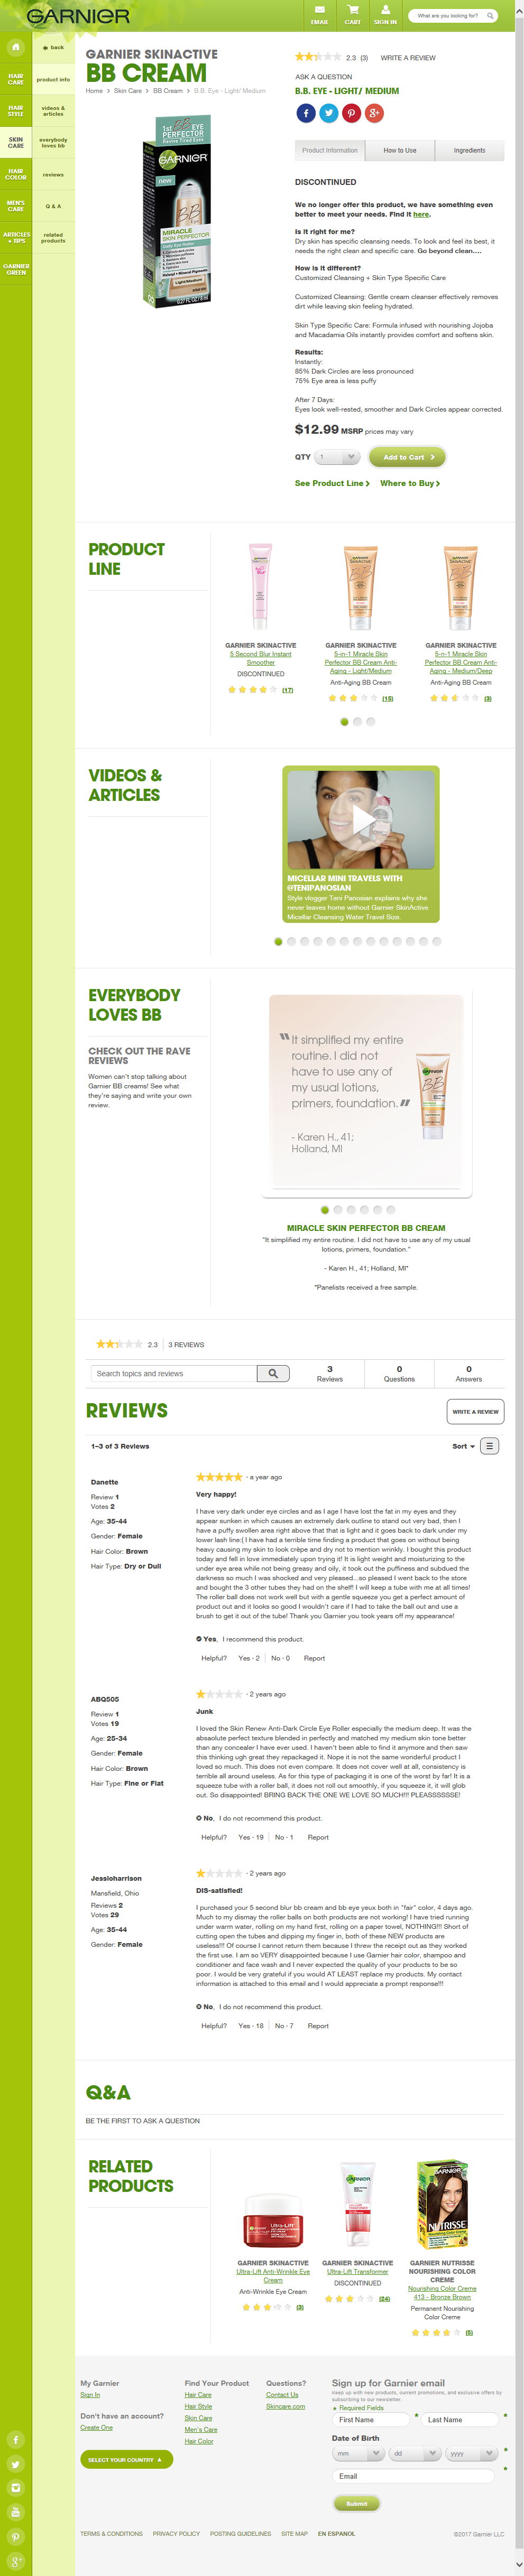 GARNIER
EMAIL
CART
SIGN IN
What are you looking for?
back
HAIR CARE
product info
HAIR STYLE
videos & articles
SKIN CARE
everybody loves bb
HAIR COLOR
reviews
MEN'S CARE
Q & A
ARTICLES + TIPS
related products
GARNIER GREEN
GARNIER SKINACTIVE
BB CREAM
Home > Skin Care > BB Cream > B.B. Eye - Light/ Medium
2.3 (3) WRITE A REVIEW
ASK A QUESTION
B.B. EYE - LIGHT/ MEDIUM
Product Information
How to Use
Ingredients
DISCONTINUED
We no longer offer this product, we have something even
better to meet your needs. Find it here.
Is it right for me?
Dry skin has specific cleansing needs. To look and feel its best, it
needs the right clean and specific care. Go beyond clean....
How is it different?
Customized Cleansing + Skin Type Specific Care
Customized Cleansing: Gentle cream cleanser effectively removes
dirt while leaving skin feeling hydrated.
Skin Type Specific Care: Formula infused with nourishing Jojoba
and Macadamia Oils instantly provides comfort and softens skin.
Results:
Instantly:
85% Dark Circles are less pronounced
75% Eye area is less puffy
After 7 Days:
Eyes look well-rested, smoother and Dark Circles appear corrected.
$12.99 MSRP prices may vary
QTY 1 Add to Cart
See Product Line Where to Buy
1st BB EYE
PERFECTOR
Revive Tired Eyes
GARNIER
new
BB
MIRACLE
SKIN PERFECTOR
PRODUCT
LINE
GARNIER SKINACTIVE
5 Second Blur Instant
Smoother
DISCONTINUED
(17)
GARNIER SKINACTIVE
5-in-1 Miracle Skin
Perfector BB Cream Anti-
Aging - Light/Medium
Anti-Aging BB Cream
(15)
GARNIER SKINACTIVE
5-n-1 Miracle Skin
Perfector BB Cream Anti-
Aging - Medium/Deep
Anti-Aging BB Cream
(3)
VIDEOS &
ARTICLES
MICELLAR MINI TRAVELS WITH
@TENIPANOSIAN
Style vlogger Teni Panosian explains why she
never leaves home without Garnier SkinActive
Micellar Cleansing Water Travel Size.
EVERYBODY
LOVES BB
CHECK OUT THE RAVE
REVIEWS
Women can't stop talking about
Garnier BB creams! See what
they're saying and write your own
review.
"It simplified my entire
routine. I did not
have to use any of
my usual lotions,
primers, foundation."
- Karen H., 41;
Holland, MI
MIRACLE SKIN PERFECTOR BB CREAM
"It simplified my entire routine. I did not have to use any of my usual
lotions, primers, foundation."
- Karen H., 41; Holland, MI*
*Panelists received a free sample.
2.3 3 REVIEWS
Search topics and reviews
3
Reviews
0
Questions
0
Answers
REVIEWS
WRITE A REVIEW
1–3 of 3 Reviews
Sort
Danette
Review 1
Votes 2
Age: 35-44
Gender: Female
Hair Color: Brown
Hair Type: Dry or Dull
· a year ago
Very happy!
I have very dark under eye circles and as I age I have lost the fat in my eyes and they
appear sunken in which causes an extremely dark outline to stand out very bad, then I
have a puffy swollen area right above that that is light and it goes back to dark under my
lower lash line:( I have had a terrible time finding a product that goes on without being
heavy causing my skin to look crêpe and dry not to mention wrinkly. I bought this product
today and fell in love immediately upon trying it! It is light weight and moisturizing to the
under eye area without feeling oily, it took out the puffiness and subdued the
darkness so much I was shocked and very pleased...so pleased I went back to the store
and bought the 3 other tubes they had on the shelf! I will keep a tube with me at all times!
The roller ball does not work well but with a gentle squeeze you get a perfect amount of
product out and it looks so good I wouldn't care if I had to take the ball out and use a
brush to get it out of the tube! Thank you Garnier you took years off my appearance!
Yes, I recommend this product.
Helpful? Yes · 2 No · 0 Report
ABQ505
Review 1
Votes 19
Age: 25-34
Gender: Female
Hair Color: Brown
Hair Type: Fine or Flat
· 2 years ago
Junk
I loved the Skin Renew Anti-Dark Circle Eye Roller especially the medium deep. It was the
absolute perfect texture blended in perfectly and matched my medium skin tone better
than any concealer I have ever used. I haven't been able to find it anymore and then saw
this thinking ugh great they repackaged it. Nope it is not the same wonderful product I
loved so much. This does not even compare. It does not cover well at all, consistency is
terrible all around useless. As for this type of packaging it is one of the worst by far! It is a
squeeze tube with a roller ball, it does not roll out smoothly, if you squeeze it, it will glob
out. So disappointed! BRING BACK THE ONE WE LOVE SO MUCH!!! PLEASSSSSSE!
No, I do not recommend this product.
Helpful? Yes · 19 No · 1 Report
Jessloharrison
Mansfield, Ohio
Reviews 2
Votes 29
Age: 35-44
Gender: Female
· 2 years ago
DIS-satisfied!
I purchased your 5 second blur bb cream and bb eye yeux both in "fair" color, 4 days ago.
Much to my dismay the roller balls on both products are not working! I have tried running
under warm water, rolling on my hand, toilet roll, on a paper towel, NOTHING!!! Short of
cutting open the tubes and dipping my finger in, both of these NEW products are
useless!!! Of course I cannot return them because I threw the receipt out as they worked
the first use. I am so VERY disappointed because I use Garnier hair color, shampoo and
conditioner and face wash and I never expected the quality of your products to be so
poor. I would be very grateful if you would AT LEAST replace my products. My contact
information is attached to this email and I would appreciate a prompt response!!!
No, I do not recommend this product.
Helpful? Yes · 18 No · 7 Report
Q&A
BE THE FIRST TO ASK A QUESTION
RELATED
PRODUCTS
GARNIER SKINACTIVE
Ultra-Lift Anti-Wrinkle Eye
Cream
Anti-Wrinkle Eye Cream
(3)
GARNIER SKINACTIVE
Ultra-Lift Transformer
DISCONTINUED
(24)
GARNIER NUTRISSE
NOURISHING COLOR
CREME
Nourishing Color Creme
413 - Bronze Brown
Permanent Nourishing
Color Creme
(5)
My Garnier
Sign In
Don't have an account?
Create One
SELECT YOUR COUNTRY
Find Your Product
Hair Care
Hair Style
Skin Care
Men's Care
Hair Color
Questions?
Contact Us
Skincare.com
Sign up for Garnier email
Keep up with new products, current promotions, and exclusive offers by
subscribing to our newsletter.
* Required Fields
First Name * Last Name *
Date of Birth
mm dd yyyy *
Email *
Submit
TERMS & CONDITIONS PRIVACY POLICY POSTING GUIDELINES SITE MAP EN ESPANOL
©2017 Garnier LLC